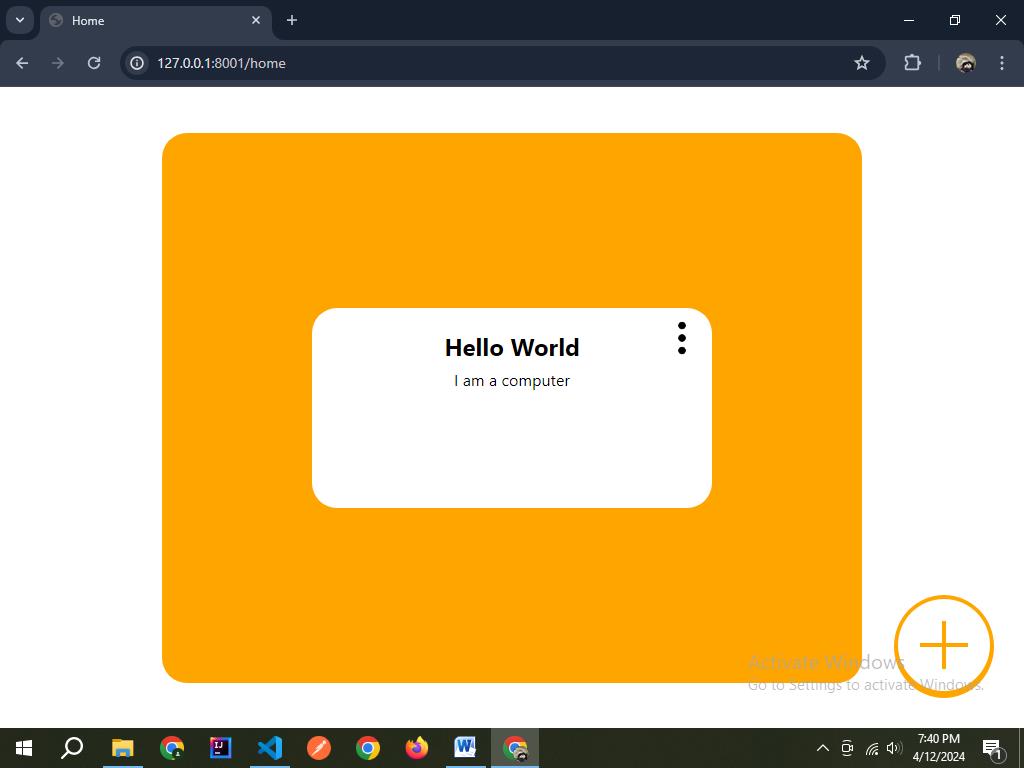 Home
127.0.0.1:8001/home
Hello World
I am a computer
Activate Windows
Go to Settings to activate Windows.
7:40 PM
4/12/2024
1